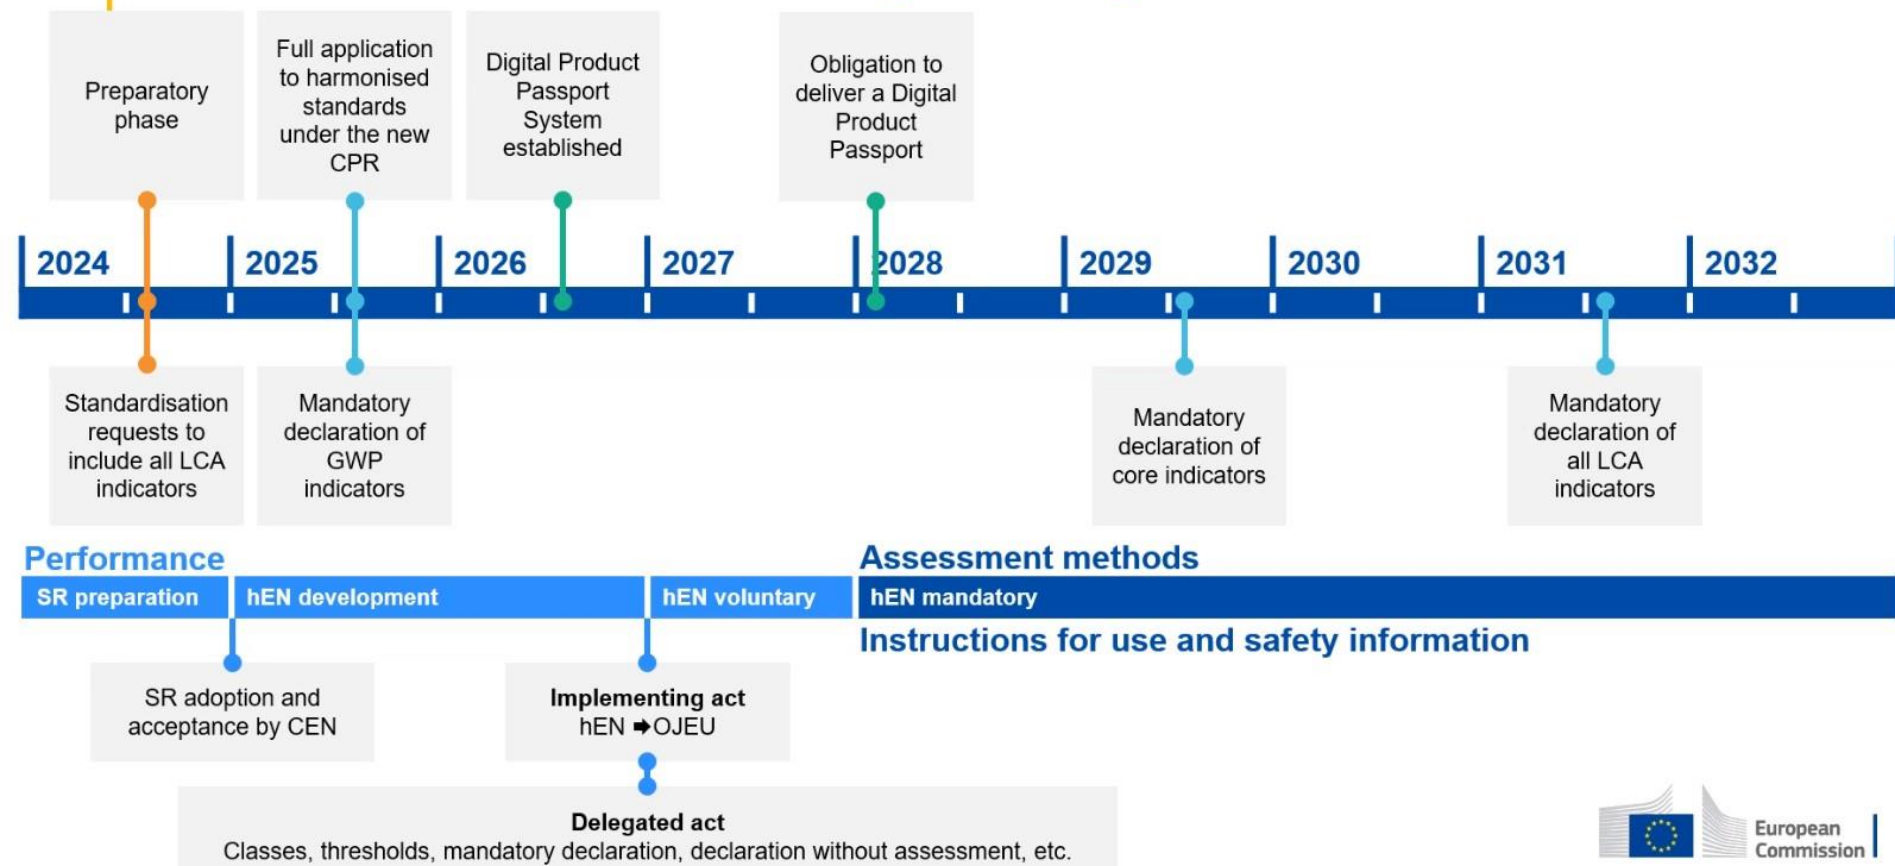 Preparatory
phase
Full application
to harmonised
standards
under the new
CPR
Digital Product
Passport
System
established
Obligation to
deliver a Digital
Product
Passport
2024
2025
2026
2027
2028
2029
2030
2031
2032
Standardisation
requests to
include all LCA
indicators
Mandatory
declaration of
GWP
indicators
Mandatory
declaration of
core indicators
Mandatory
declaration of
all LCA
indicators
Performance
Assessment methods
SR preparation
hEN development
hEN voluntary
hEN mandatory
Instructions for use and safety information
SR adoption and
acceptance by CEN
Implementing act
hEN ➡OJEU
Delegated act
Classes, thresholds, mandatory declaration, declaration without assessment, etc.
European
Commission